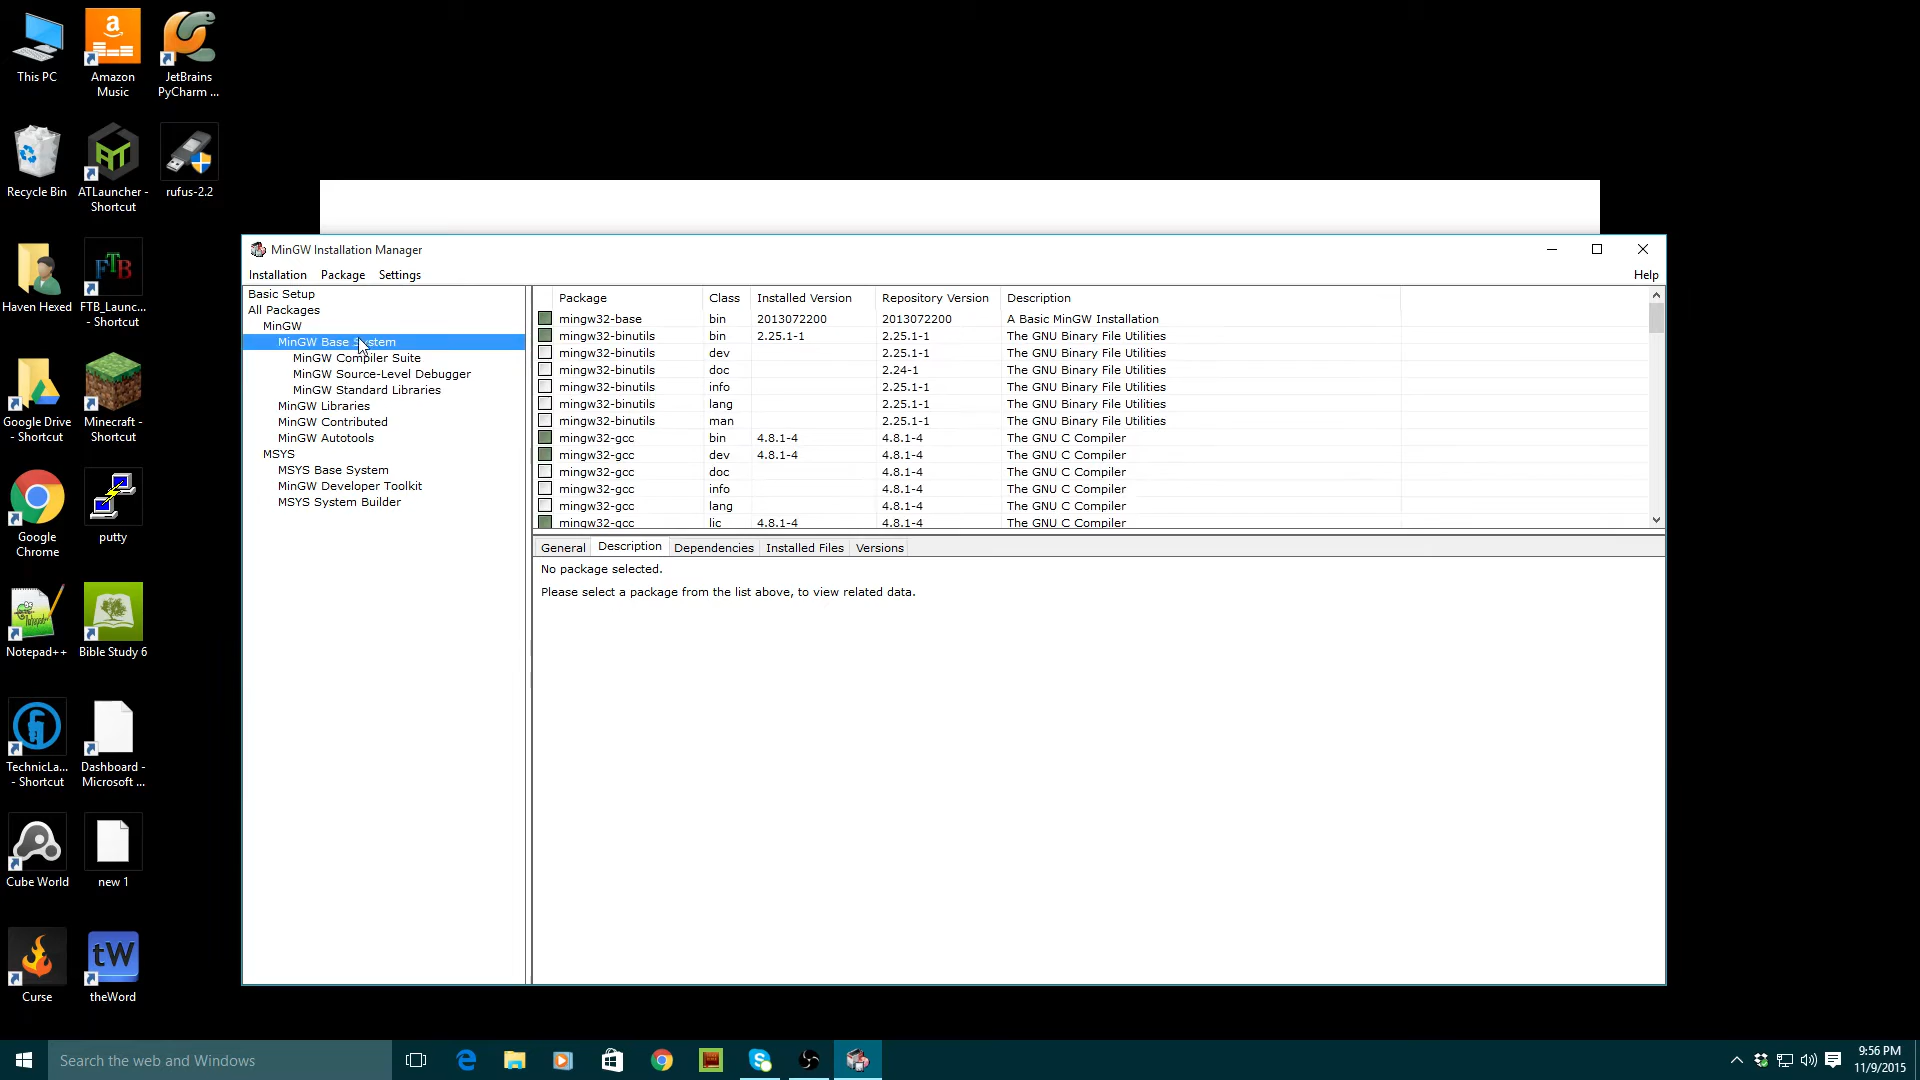 This PC
Amazon
Music
JetBrains
PyCharm ...
Recycle Bin
ATLauncher -
Shortcut
rufus-2.2
Haven Hexed
FTB_Launc...
- Shortcut
Google Drive
- Shortcut
Minecraft -
Shortcut
Google
Chrome
putty
Notepad++
Bible Study 6
TechnicLa...
- Shortcut
Dashboard -
Microsoft ...
Cube World
new 1
Curse
tW
theWord
MinGW Installation Manager
Installation Package Settings Help
Basic Setup
All Packages
MinGW
MinGW Base System
MinGW Compiler Suite
MinGW Source-Level Debugger
MinGW Standard Libraries
MinGW Libraries
MinGW Contributed
MinGW Autotools
MSYS
MSYS Base System
MinGW Developer Toolkit
MSYS System Builder
Package Class Installed Version Repository Version Description
mingw32-base bin 2013072200 2013072200 A Basic MinGW Installation
mingw32-binutils bin 2.25.1-1 2.25.1-1 The GNU Binary File Utilities
mingw32-binutils dev 2.25.1-1 The GNU Binary File Utilities
mingw32-binutils doc 2.24-1 The GNU Binary File Utilities
mingw32-binutils info 2.25.1-1 The GNU Binary File Utilities
mingw32-binutils lang 2.25.1-1 The GNU Binary File Utilities
mingw32-binutils man 2.25.1-1 The GNU Binary File Utilities
mingw32-gcc bin 4.8.1-4 4.8.1-4 The GNU C Compiler
mingw32-gcc dev 4.8.1-4 4.8.1-4 The GNU C Compiler
mingw32-gcc doc 4.8.1-4 The GNU C Compiler
mingw32-gcc info 4.8.1-4 The GNU C Compiler
mingw32-gcc lang 4.8.1-4 The GNU C Compiler
mingw32-gcc lic 4.8.1-4 4.8.1-4 The GNU C Compiler
General Description Dependencies Installed Files Versions
No package selected.
Please select a package from the list above, to view related data.
Search the web and Windows
9:56 PM
11/9/2015